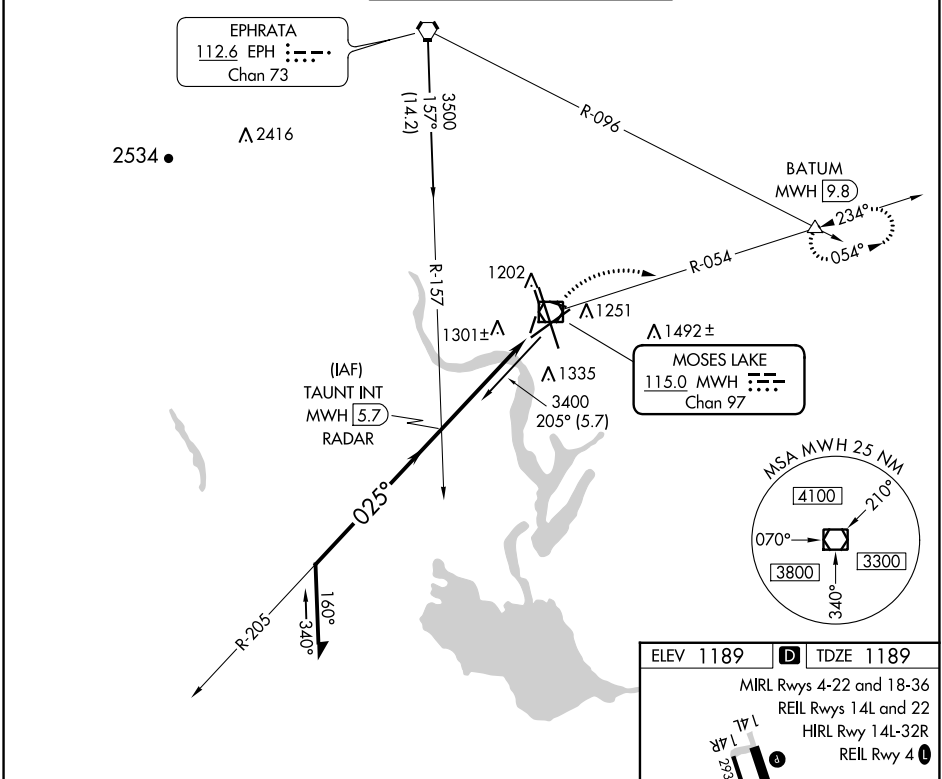 EPHRATA
112.6 EPH
Chan 73
3500
157°
(14.2)
R-096
2416
2534
BATUM
MWH 9.8
234°
054°
R-157
R-054
1202
1251
1301±
1492±
MOSES LAKE
115.0 MWH
Chan 97
(IAF)
TAUNT INT
MWH 5.7
RADAR
1335
3400
205° (5.7)
MSA MWH 25 NM
4100
210°
070°
3800
3300
340°
025°
160°
340°
R-205
ELEV 1189 D TDZE 1189
MIRL Rwys 4-22 and 18-36
REIL Rwys 14L and 22
HIRL Rwy 14L-32R
REIL Rwy 4 L
14L
14R
P
293